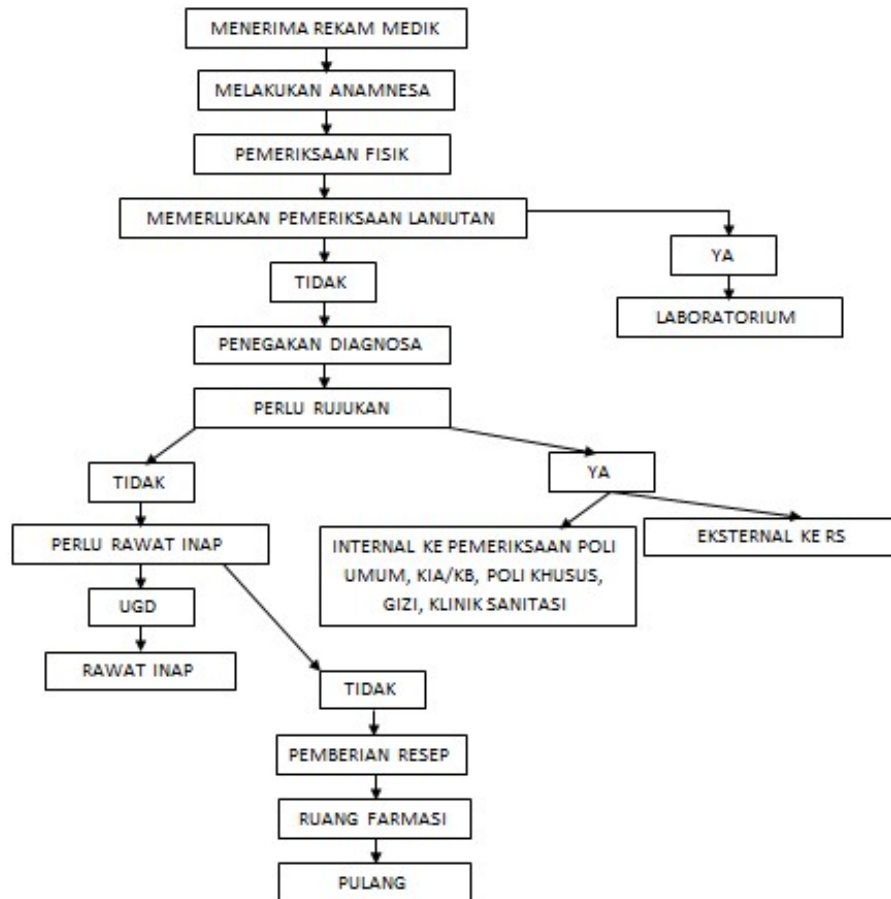 MENERIMA REKAM MEDIK
MELAKUKAN ANAMNESA
PEMERIKSAAN FISIK
MEMERLUKAN PEMERIKSAAN LANJUTAN
YA
TIDAK
LABORATORIUM
PENEGAKAN DIAGNOSA
PERLU RUJUKAN
TIDAK
YA
PERLU RAWAT INAP
INTERNAL KE PEMERIKSAAN POLI
UMUM, KIA/KB, POLI KHUSUS,
GIZI, KLINIK SANITASI
EKSTERNAL KE RS
UGD
RAWAT INAP
TIDAK
PEMBERIAN RESEP
RUANG FARMASI
PULANG